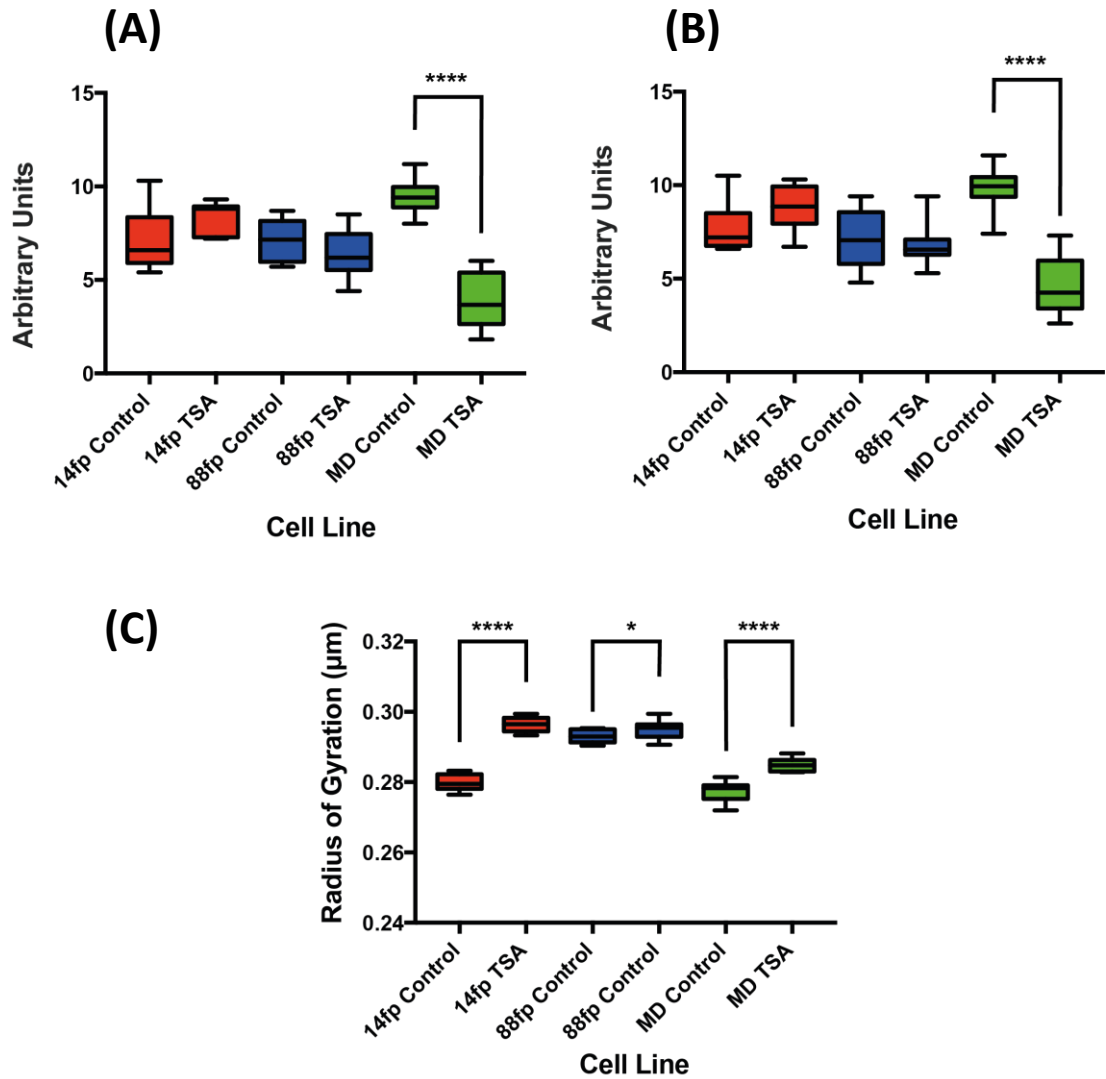 (A)
(B)
****
****
15
10
5
0
Arbitrary Units
14fp Control
14fp TSA
88fp Control
88fp TSA
MD Control
MD TSA
Cell Line
15
10
5
0
Arbitrary Units
14fp Control
14fp TSA
88fp Control
88fp TSA
MD Control
MD TSA
Cell Line
(C)
****
*
****
0.32
0.30
0.28
0.26
0.24
Radius of Gyration (µm)
14fp Control
14fp TSA
88fp Control
88fp Control
MD Control
MD TSA
Cell Line